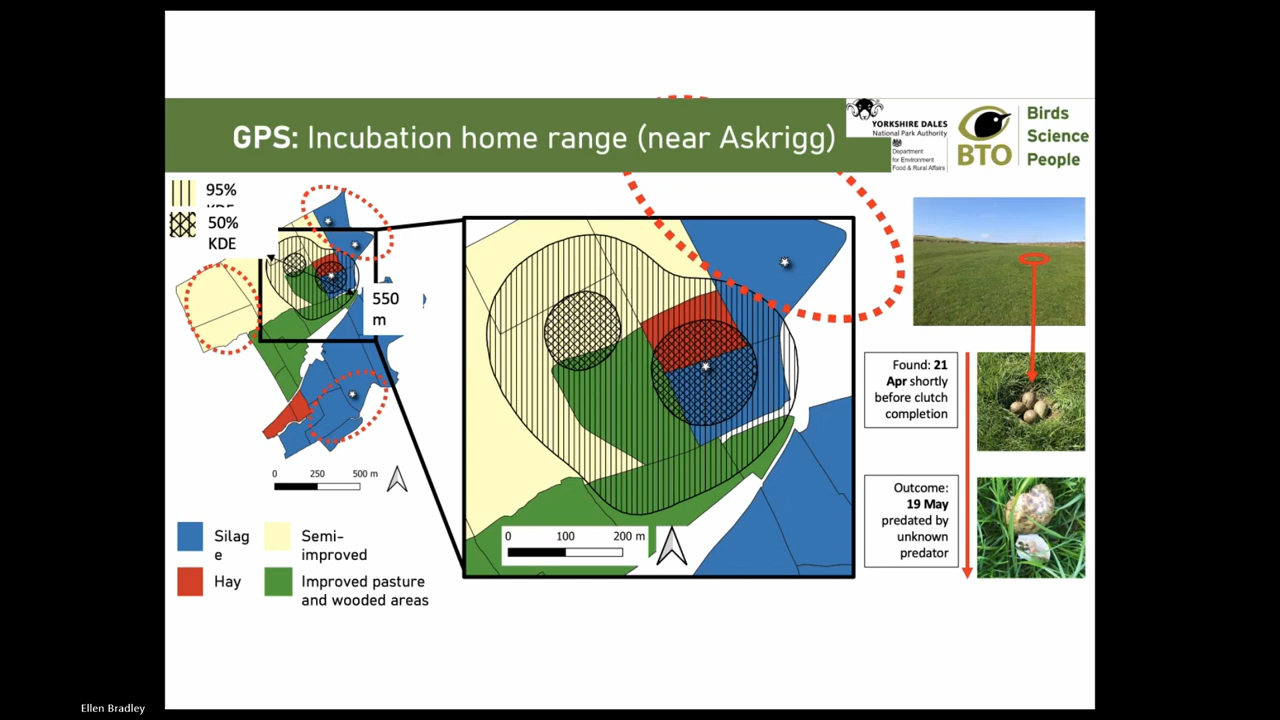 GPS: Incubation home range (near Askrigg)
YORKSHIRE DALES
National Park Authority
Department
for Environment
Food & Rural Affairs
BTO
Birds
Science
People
95%
50%
KDE
550
m
0 250 500 m
0 100 200 m
Silag
e
Semi-
improved
Hay
Improved pasture
and wooded areas
Found: 21
Apr shortly
before clutch
completion
Outcome:
19 May
predated by
unknown
predator
Ellen Bradley